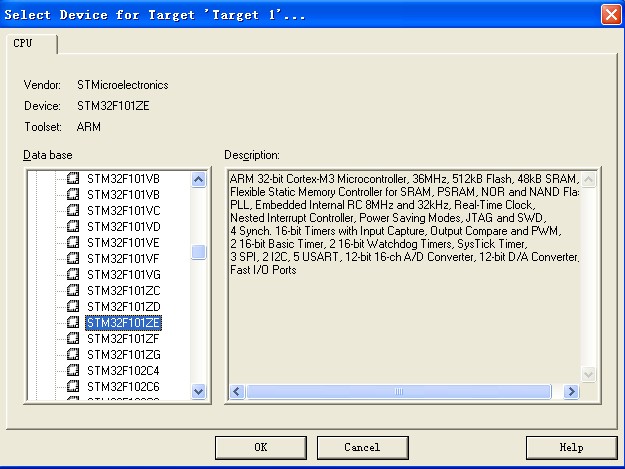 Select Device for Target 'Target 1'...
CPU
Vendor: STMicroelectronics
Device: STM32F101ZE
Toolset: ARM
Data base
Description:
STM32F101VB
STM32F101VB
STM32F101VC
STM32F101VD
STM32F101VE
STM32F101VF
STM32F101VG
STM32F101ZC
STM32F101ZD
STM32F101ZE
STM32F101ZF
STM32F101ZG
STM32F102C4
STM32F102C6
ARM 32-bit Cortex-M3 Microcontroller, 36MHz, 512kB Flash, 48kB SRAM,
Flexible Static Memory Controller for SRAM, PSRAM, NOR and NAND Fla
PLL, Embedded Internal RC 8MHz and 32kHz, Real-Time Clock,
Nested Interrupt Controller, Power Saving Modes, JTAG and SWD,
4 Synch. 16-bit Timers with Input Capture, Output Compare and PWM,
2 16-bit Basic Timer, 2 16-bit Watchdog Timers, SysTick Timer,
3 SPI, 2 I2C, 5 USART, 12-bit 16-ch A/D Converter, 12-bit D/A Converter,
Fast I/O Ports
OK
Cancel
Help